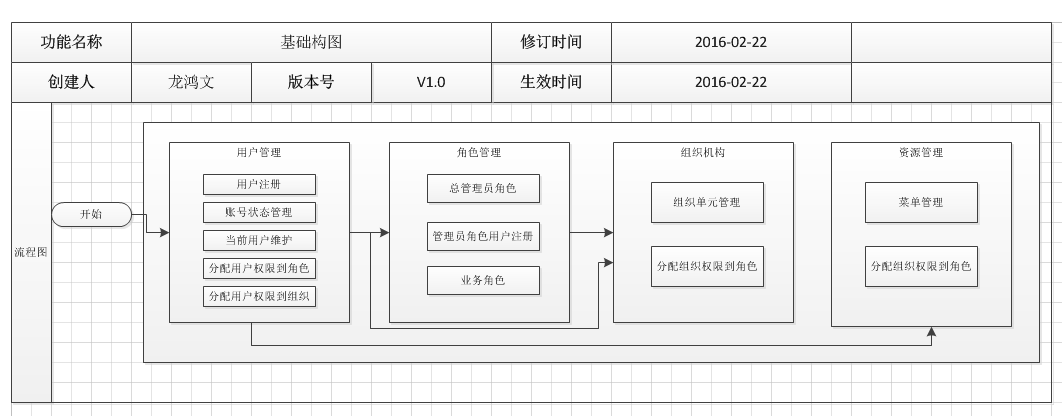 功能名称 基础构图 修订时间 2016-02-22
创建人 龙鸿文 版本号 V1.0 生效时间 2016-02-22
流程图
开始
用户管理
用户注册
账号状态管理
当前用户维护
分配用户权限到角色
分配用户权限到组织
角色管理
总管理员角色
管理员角色用户注册
业务角色
组织机构
组织单元管理
分配组织权限到角色
资源管理
菜单管理
分配组织权限到角色